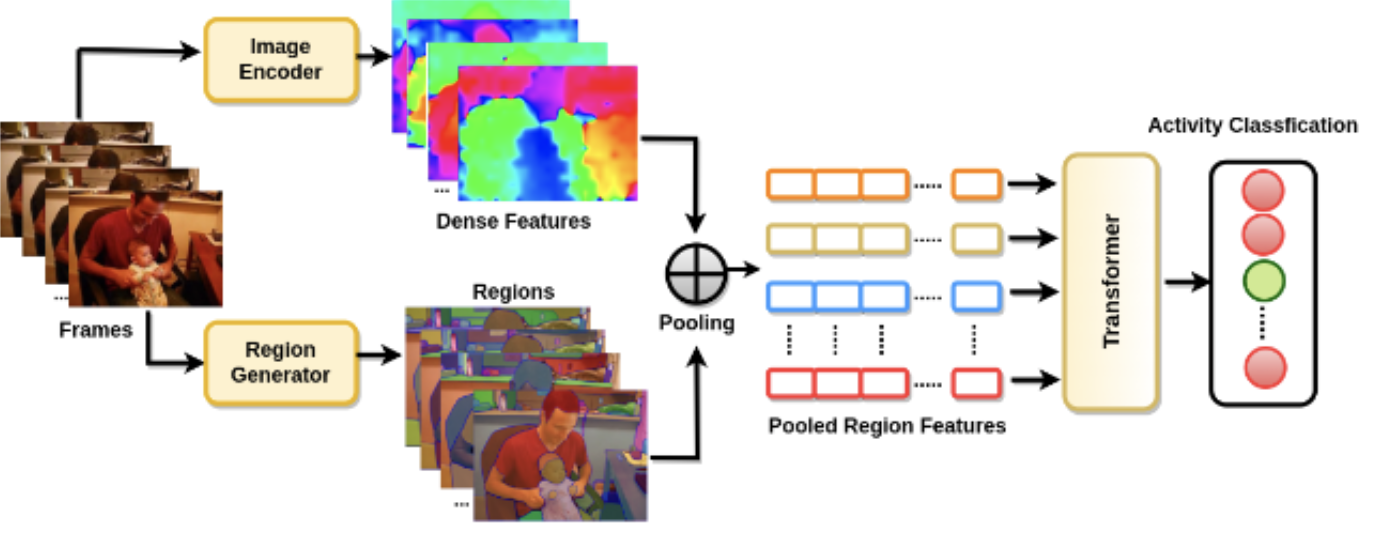 Image
Encoder
...
Dense Features
Activity Classfication
...
Frames
Regions
Region
Generator
...
Pooling
.....
.....
.....
.....
Pooled Region Features
Transformer